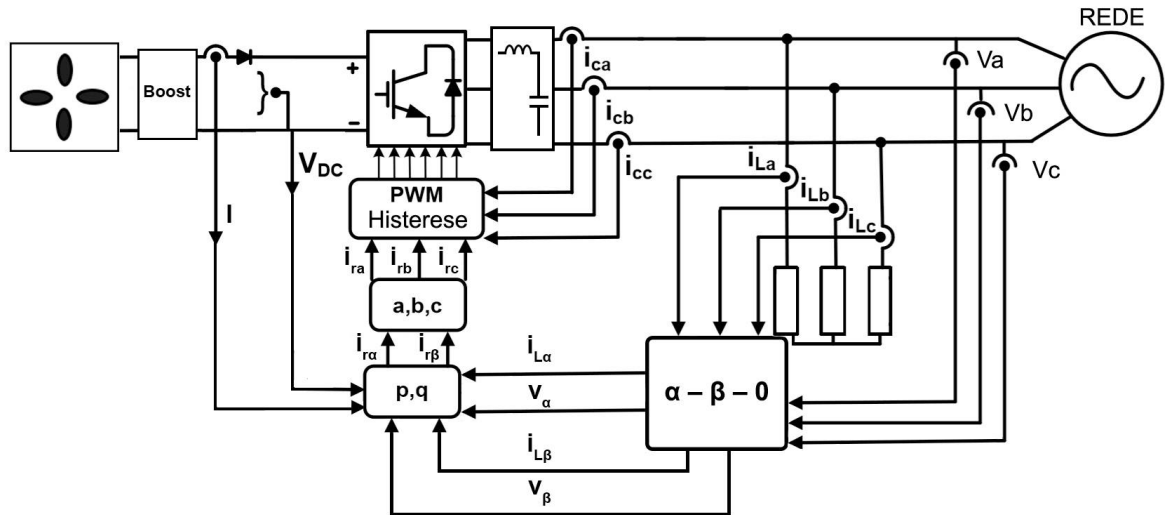 REDE
Boost
+
−
V_DC
I
i_ca
i_cb
i_cc
Va
Vb
Vc
i_La
i_Lb
i_Lc
PWM
Histerese
i_ra i_rb i_rc
a,b,c
i_rα i_rβ
p,q
i_Lα
v_α
i_Lβ
v_β
α – β – 0